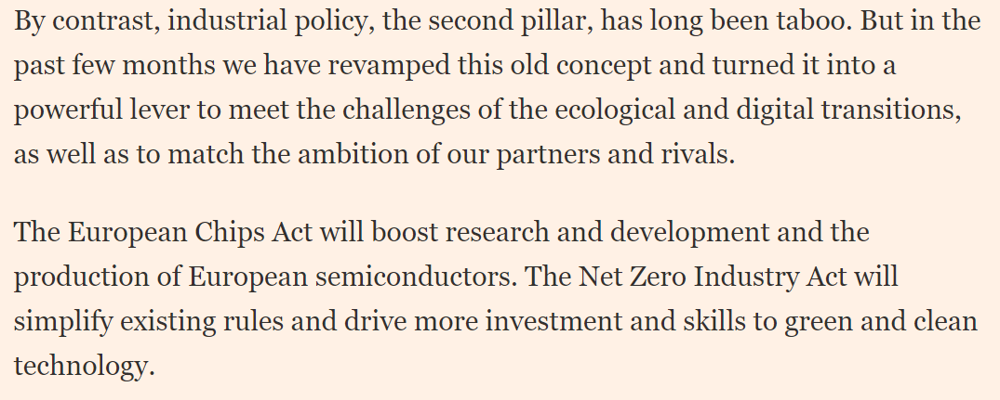 By contrast, industrial policy, the second pillar, has long been taboo. But in the
past few months we have revamped this old concept and turned it into a
powerful lever to meet the challenges of the ecological and digital transitions,
as well as to match the ambition of our partners and rivals.
The European Chips Act will boost research and development and the
production of European semiconductors. The Net Zero Industry Act will
simplify existing rules and drive more investment and skills to green and clean
technology.